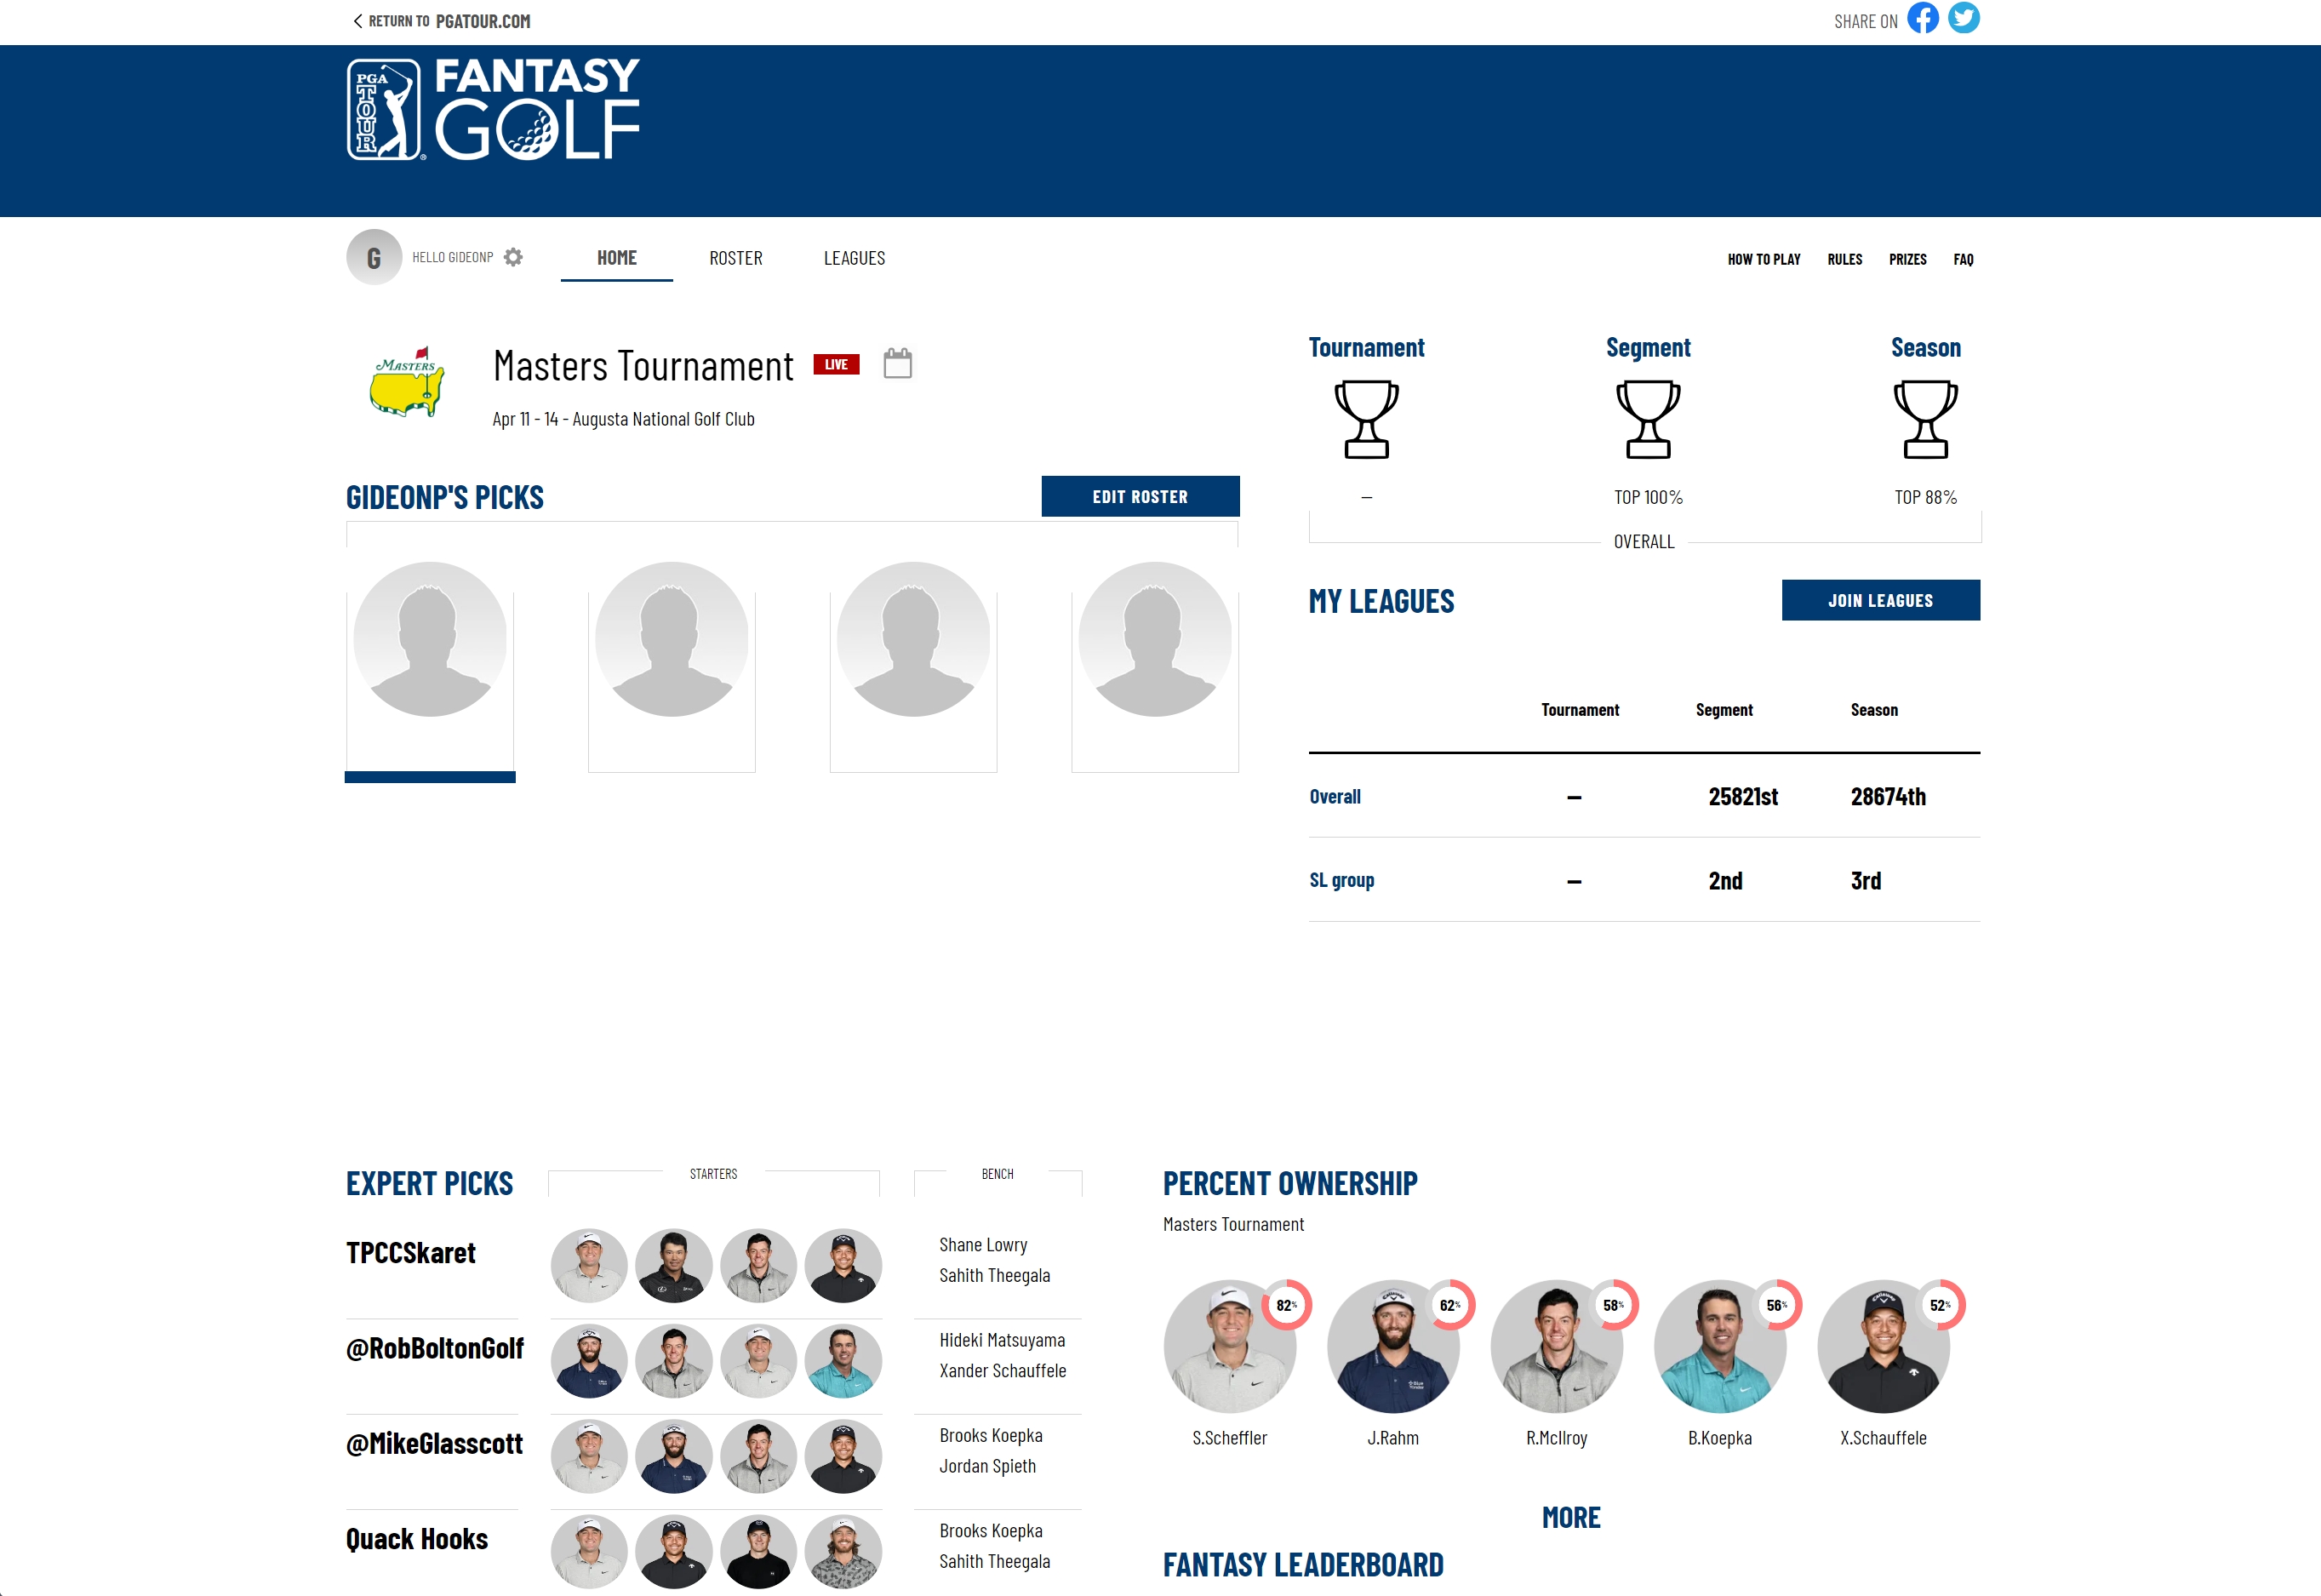 RETURN TO PGATOUR.COM
SHARE ON
PGA TOUR
FANTASY
GOLF
G
HELLO GIDEONP
HOME
ROSTER
LEAGUES
HOW TO PLAY
RULES
PRIZES
FAQ
MASTERS
Masters Tournament
LIVE
Apr 11 - 14 - Augusta National Golf Club
GIDEONP'S PICKS
EDIT ROSTER
Tournament
Segment
Season
–
TOP 100%
TOP 88%
OVERALL
MY LEAGUES
JOIN LEAGUES
Tournament Segment Season
Overall – 25821st 28674th
SL group – 2nd 3rd
EXPERT PICKS
STARTERS
BENCH
TPCCSkaret
Shane Lowry
Sahith Theegala
@RobBoltonGolf
Hideki Matsuyama
Xander Schauffele
@MikeGlasscott
Brooks Koepka
Jordan Spieth
Quack Hooks
Brooks Koepka
Sahith Theegala
PERCENT OWNERSHIP
Masters Tournament
82%
62%
58%
56%
52%
S.Scheffler
J.Rahm
R.McIlroy
B.Koepka
X.Schauffele
MORE
FANTASY LEADERBOARD